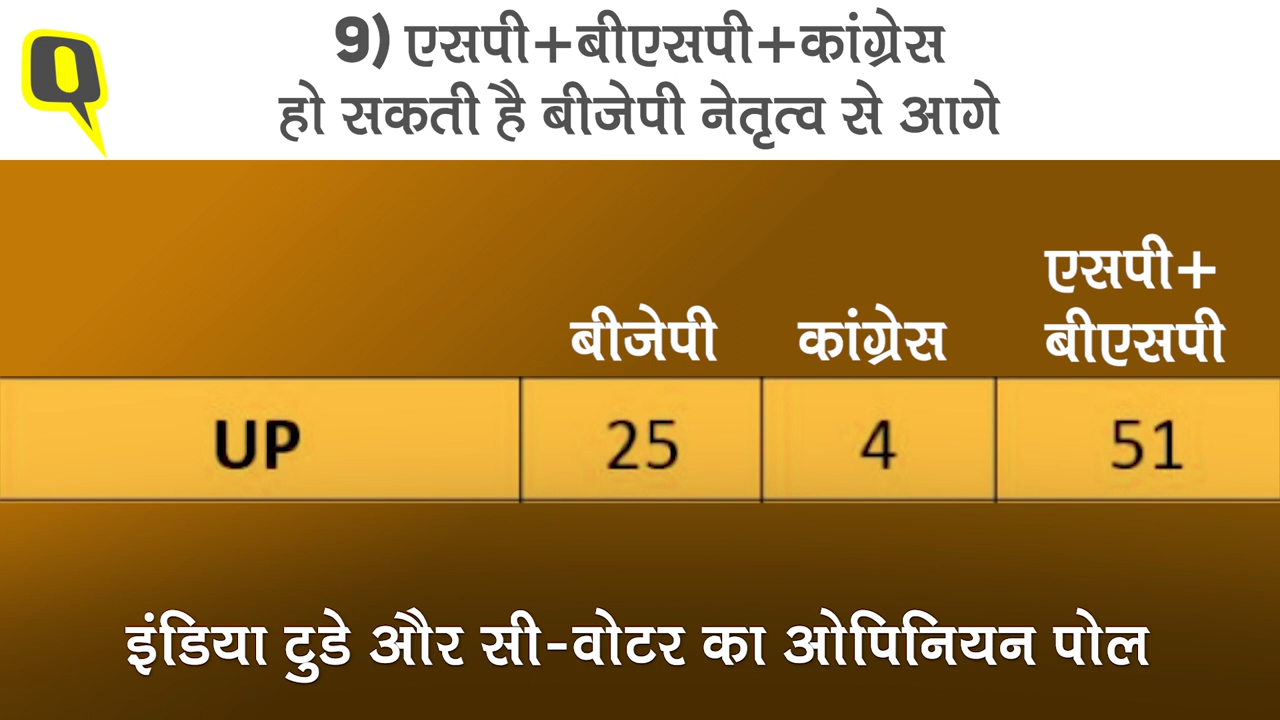 9) एसपी+बीएसपी+कांग्रेस
हो सकती है बीजेपी नेतृत्व से आगे
Q
बीजेपी कांग्रेस एसपी+
बीएसपी
UP 25 4 51
इंडिया टुडे और सी-वोटर का ओपिनियन पोल